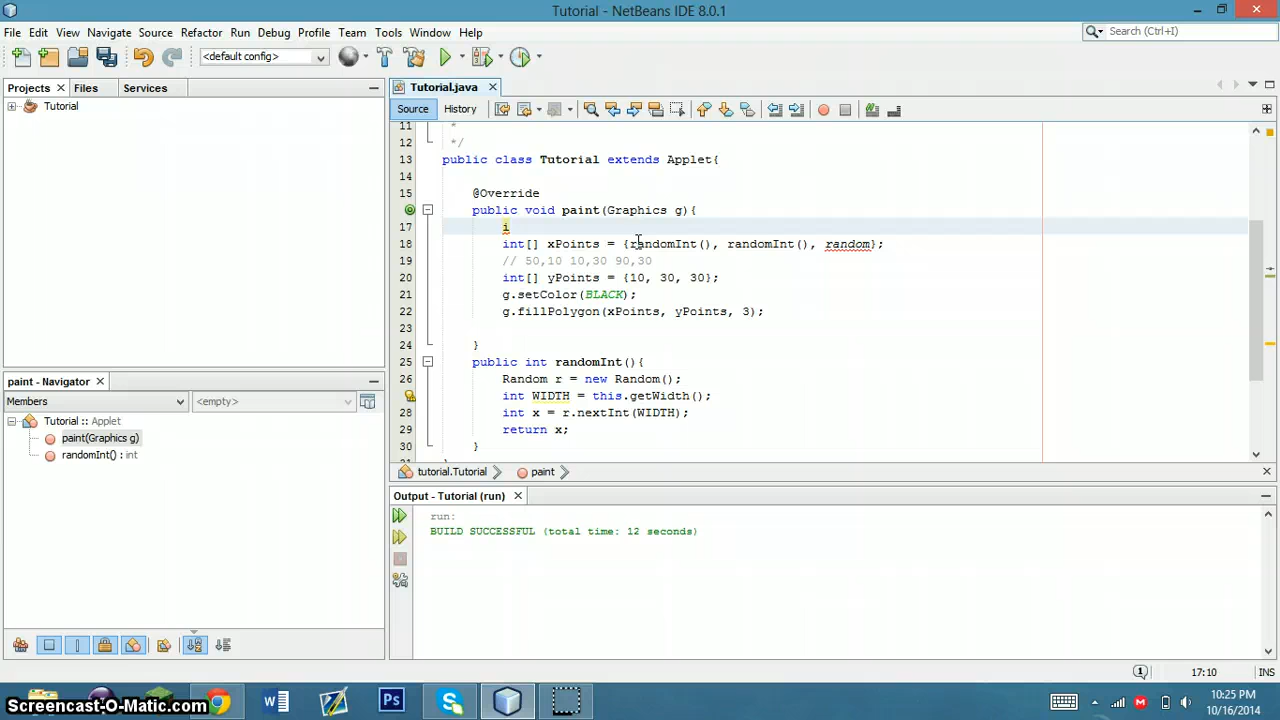 Tutorial - NetBeans IDE 8.0.1
File Edit View Navigate Source Refactor Run Debug Profile Team Tools Window Help
Search (Ctrl+I)
<default config>
Projects Files Services
Tutorial.java
Tutorial
Source History
11 *
12 */
13 public class Tutorial extends Applet{
14
15 @Override
16 public void paint(Graphics g){
17 i
18 int[] xPoints = {randomInt(), randomInt(), random};
19 // 50,10 10,30 90,30
20 int[] yPoints = {10, 30, 30};
21 g.setColor(BLACK);
22 g.fillPolygon(xPoints, yPoints, 3);
23
24 }
25 public int randomInt(){
26 Random r = new Random();
int WIDTH = this.getWidth();
28 int x = r.nextInt(WIDTH);
29 return x;
30 }
paint - Navigator
Members <empty>
Tutorial :: Applet
paint(Graphics g)
randomInt() : int
tutorial.Tutorial paint
Output - Tutorial (run)
run:
BUILD SUCCESSFUL (total time: 12 seconds)
17:10 INS
Screencast-O-Matic.com
W
Ps
10:25 PM
10/16/2014